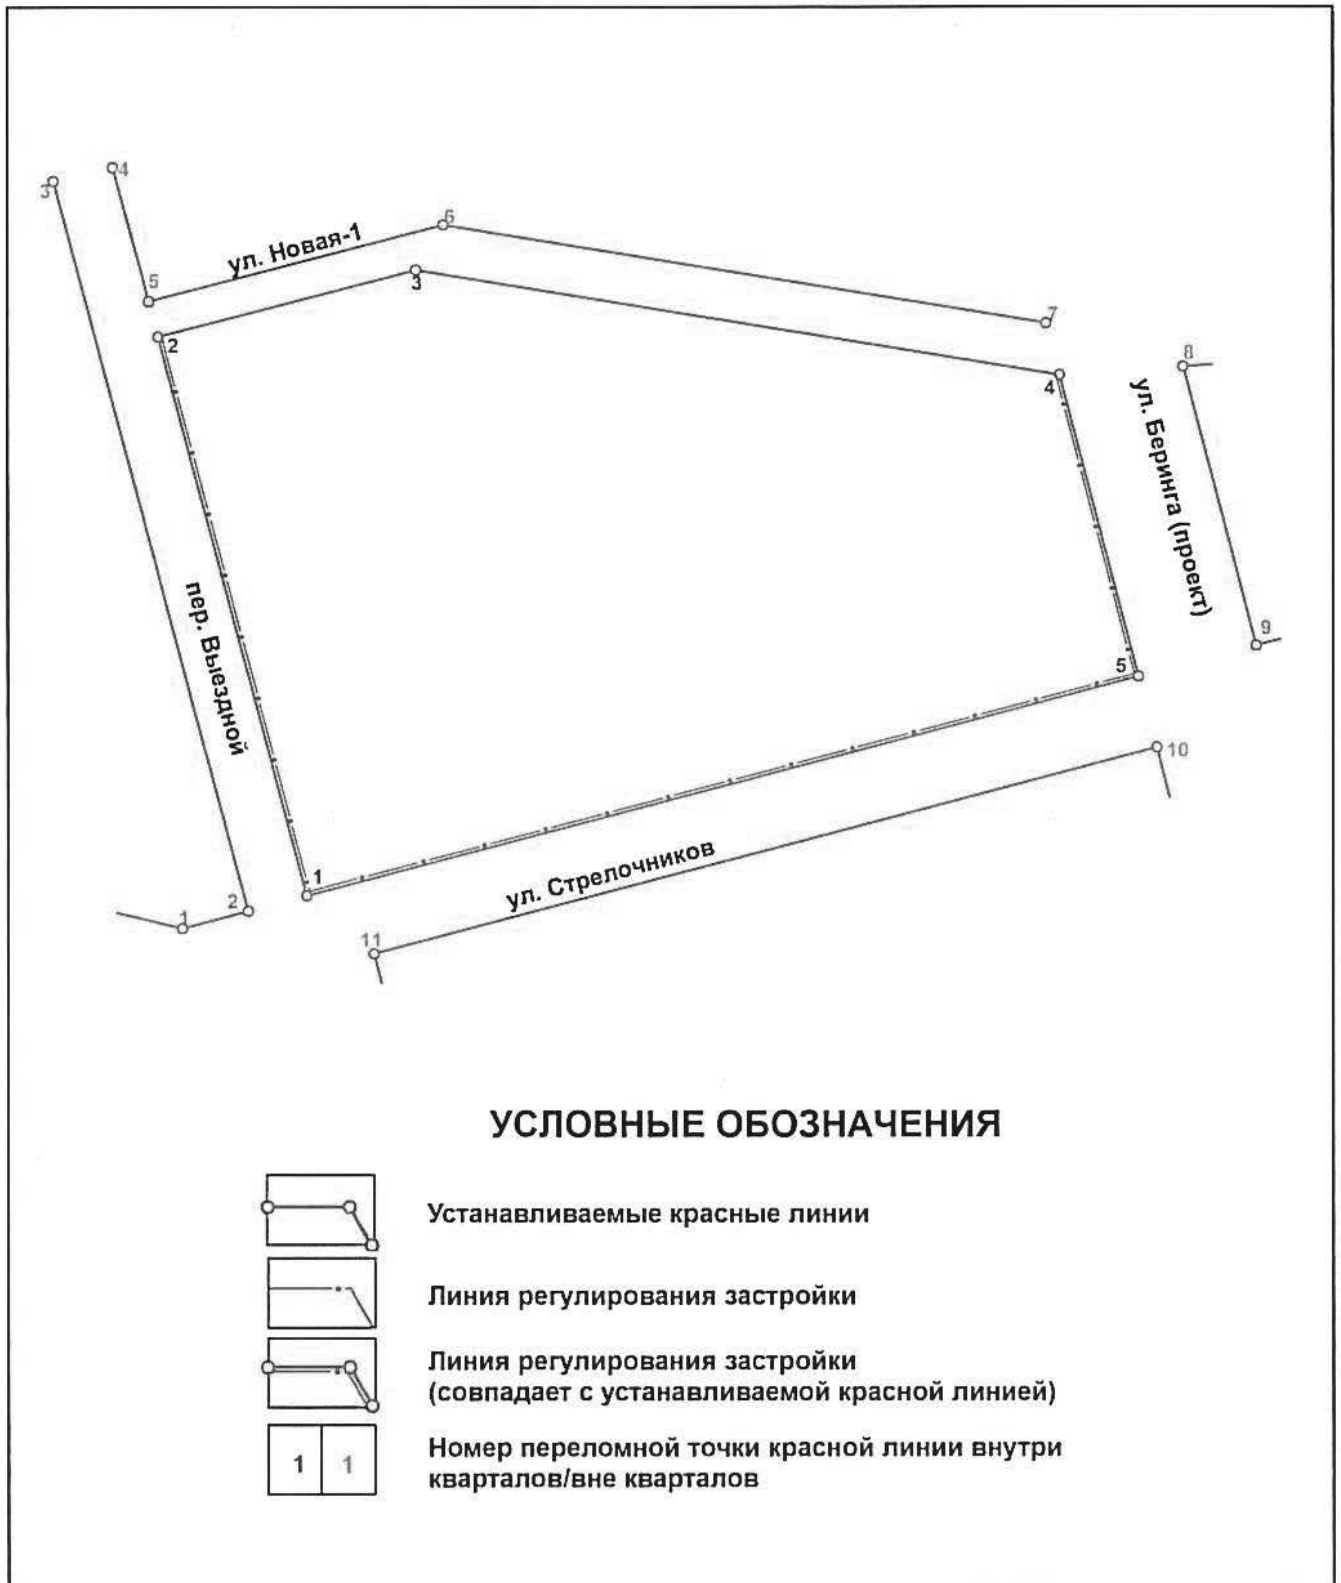 4
3
6
ул. Новая-1
5
3
7
2
8
4
ул. Беринга (проект)
9
5
пер. Выездной
10
1
ул. Стрелочников
2
1
11
УСЛОВНЫЕ ОБОЗНАЧЕНИЯ
Устанавливаемые красные линии
Линия регулирования застройки
Линия регулирования застройки
(совпадает с устанавливаемой красной линией)
Номер переломной точки красной линии внутри
1 1
кварталов/вне кварталов